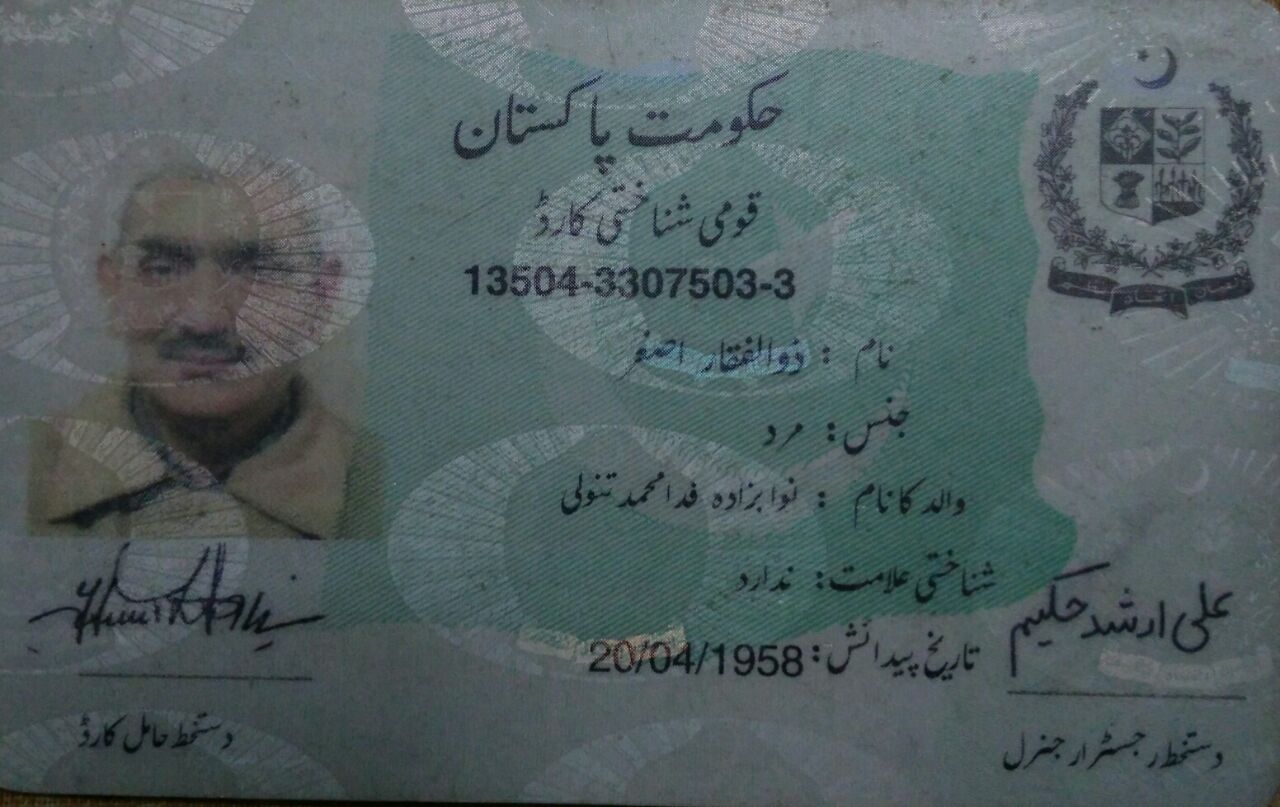 حکومت پاکستان
قومی شناختی کارڈ
13504-3307503-3
نام : ذوالفقار اصغر
جنس: مرد
والد کا نام : نوابزادہ فدا محمد تنولی
شناختی علامت: ندارد
تاریخ پیدائش: 20/04/1958
علی ارشد حکیم
دستخط حامل کارڈ
دستخط رجسٹرار جنرل